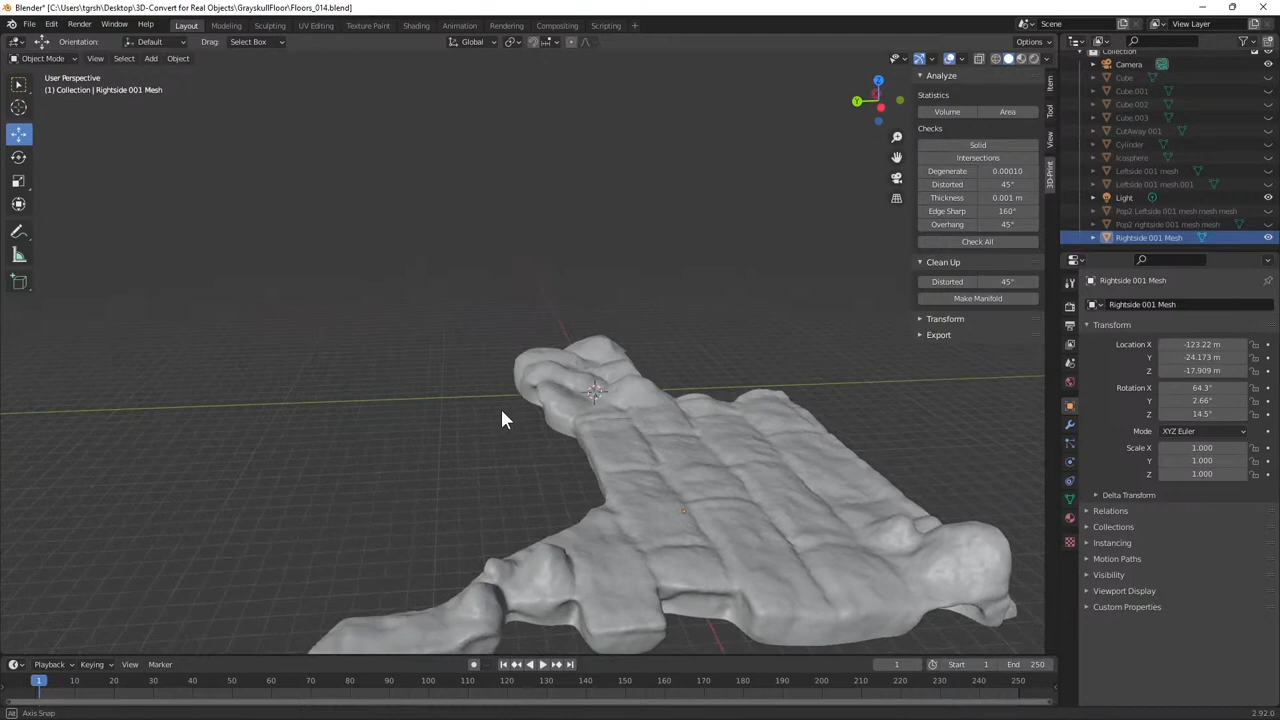 Blender* [C:\Users\tgrsh\Desktop\3D-Convert for Real Objects\GrayskullFloor\Floors_014.blend]
File Edit Render Window Help Layout Modeling Sculpting UV Editing Texture Paint Shading Animation Rendering Compositing Scripting + Scene View Layer
Orientation: Default Drag: Select Box Global Options
Object Mode View Select Add Object
User Perspective
(1) Collection | Rightside 001 Mesh
Y
Z
Analyze
Statistics
Volume Area
Checks
Solid
Intersections
Degenerate 0.00010
Distorted 45°
Thickness 0.001 m
Edge Sharp 160°
Overhang 45°
Check All
Clean Up
Distorted 45°
Make Manifold
Transform
Export
Item
Tool
View
3D-Print
Collection
Camera
Cube
Cube.001
Cube.002
Cube.003
CutAway 001
Cylinder
Icosphere
Leftside 001 mesh
Leftside 001 mesh.001
Light
Pop2 Leftside 001 mesh mesh mesh
Pop2 rightside mesh mesh
Rightside 001 Mesh
Rightside 001 Mesh
Rightside 001 Mesh
Transform
Location X -123.22 m
Y -24.173 m
Z -17.909 m
Rotation X 64.3°
Y 2.66°
Z 14.5°
Mode XYZ Euler
Scale X 1.000
Y 1.000
Z 1.000
Delta Transform
Relations
Collections
Instancing
Motion Paths
Visibility
Viewport Display
Custom Properties
Playback Keying View Marker 1 Start 1 End 250
1 10 20 30 40 50 60 70 80 90 100 110 120 130 140 150 160 170 180 190 200 210 220 230 240 250
Alt Axis Snap 2.92.0